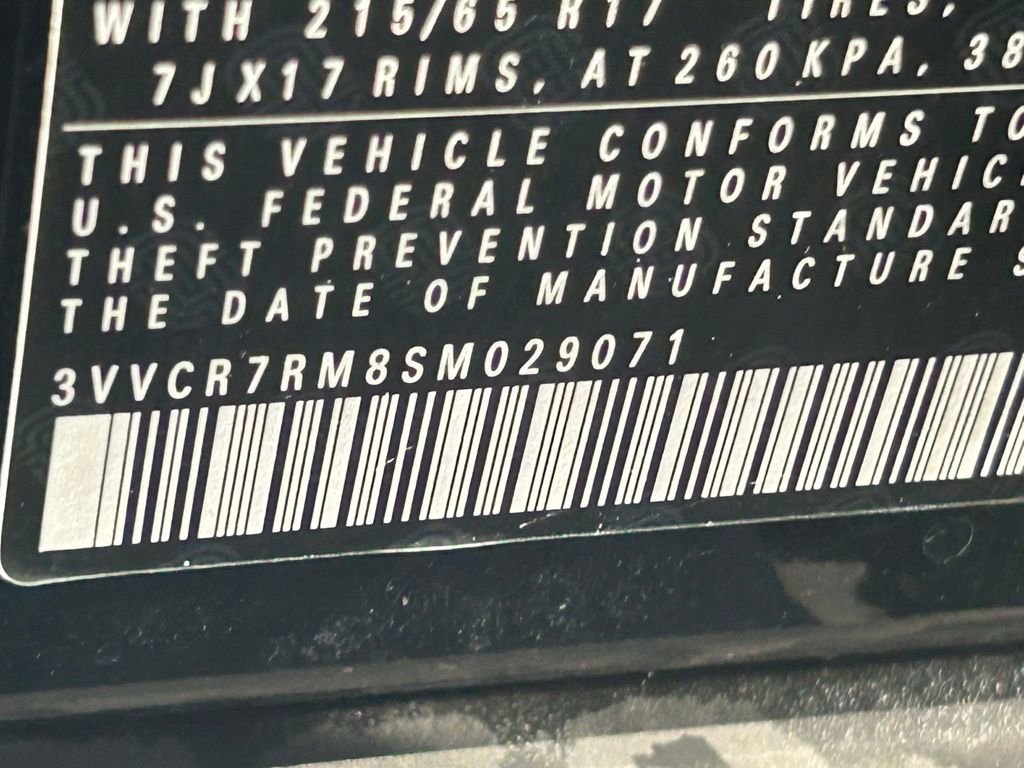 WITH 215/65 R17 TIRES,
7JX17 RIMS, AT 260 KPA, 38
THIS VEHICLE CONFORMS TO
U.S. FEDERAL MOTOR VEHIC
THEFT PREVENTION STANDAR
THE DATE OF MANUFACTURE S
3VVCR7RM8SM029071